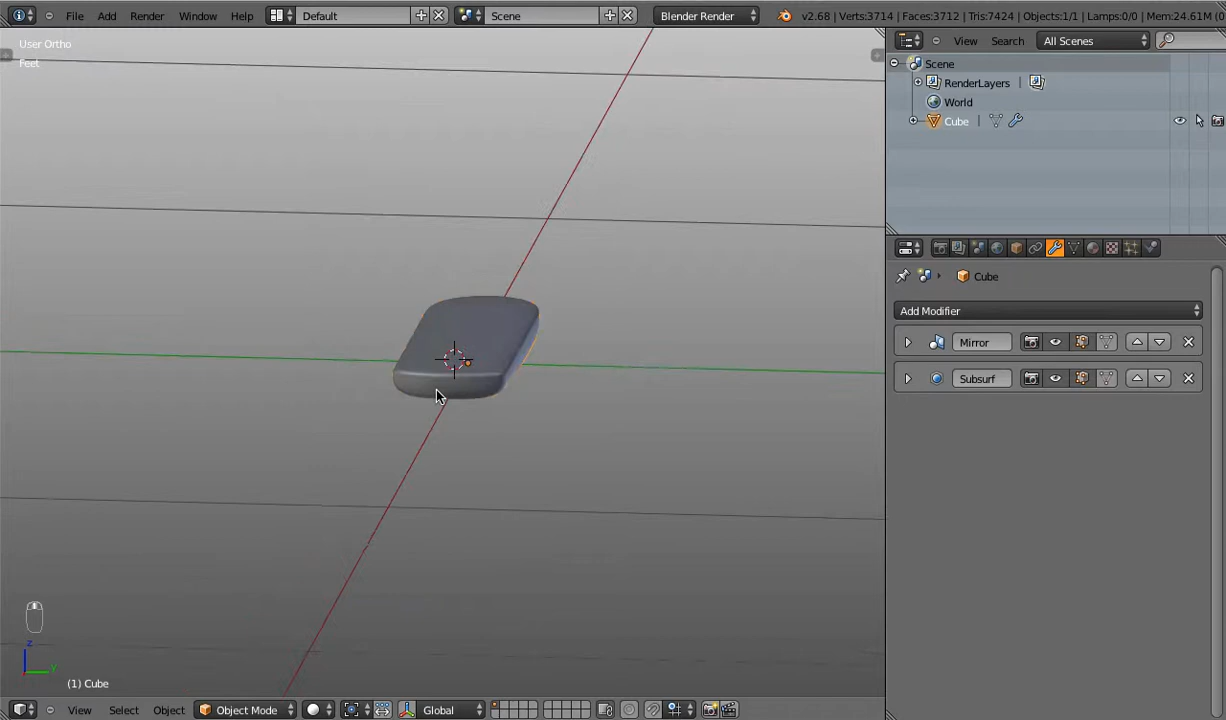 File Add Render Window Help Default Scene Blender Render v2.68 | Verts:3714 | Faces:3712 | Tris:7424 | Objects:1/1 | Lamps:0/0 | Mem:24.61M (0
User Ortho
Feet
View Search All Scenes
Scene
RenderLayers
World
Cube
Cube
Add Modifier
Mirror
Subsurf
z
Y
(1) Cube
View Select Object Object Mode Global